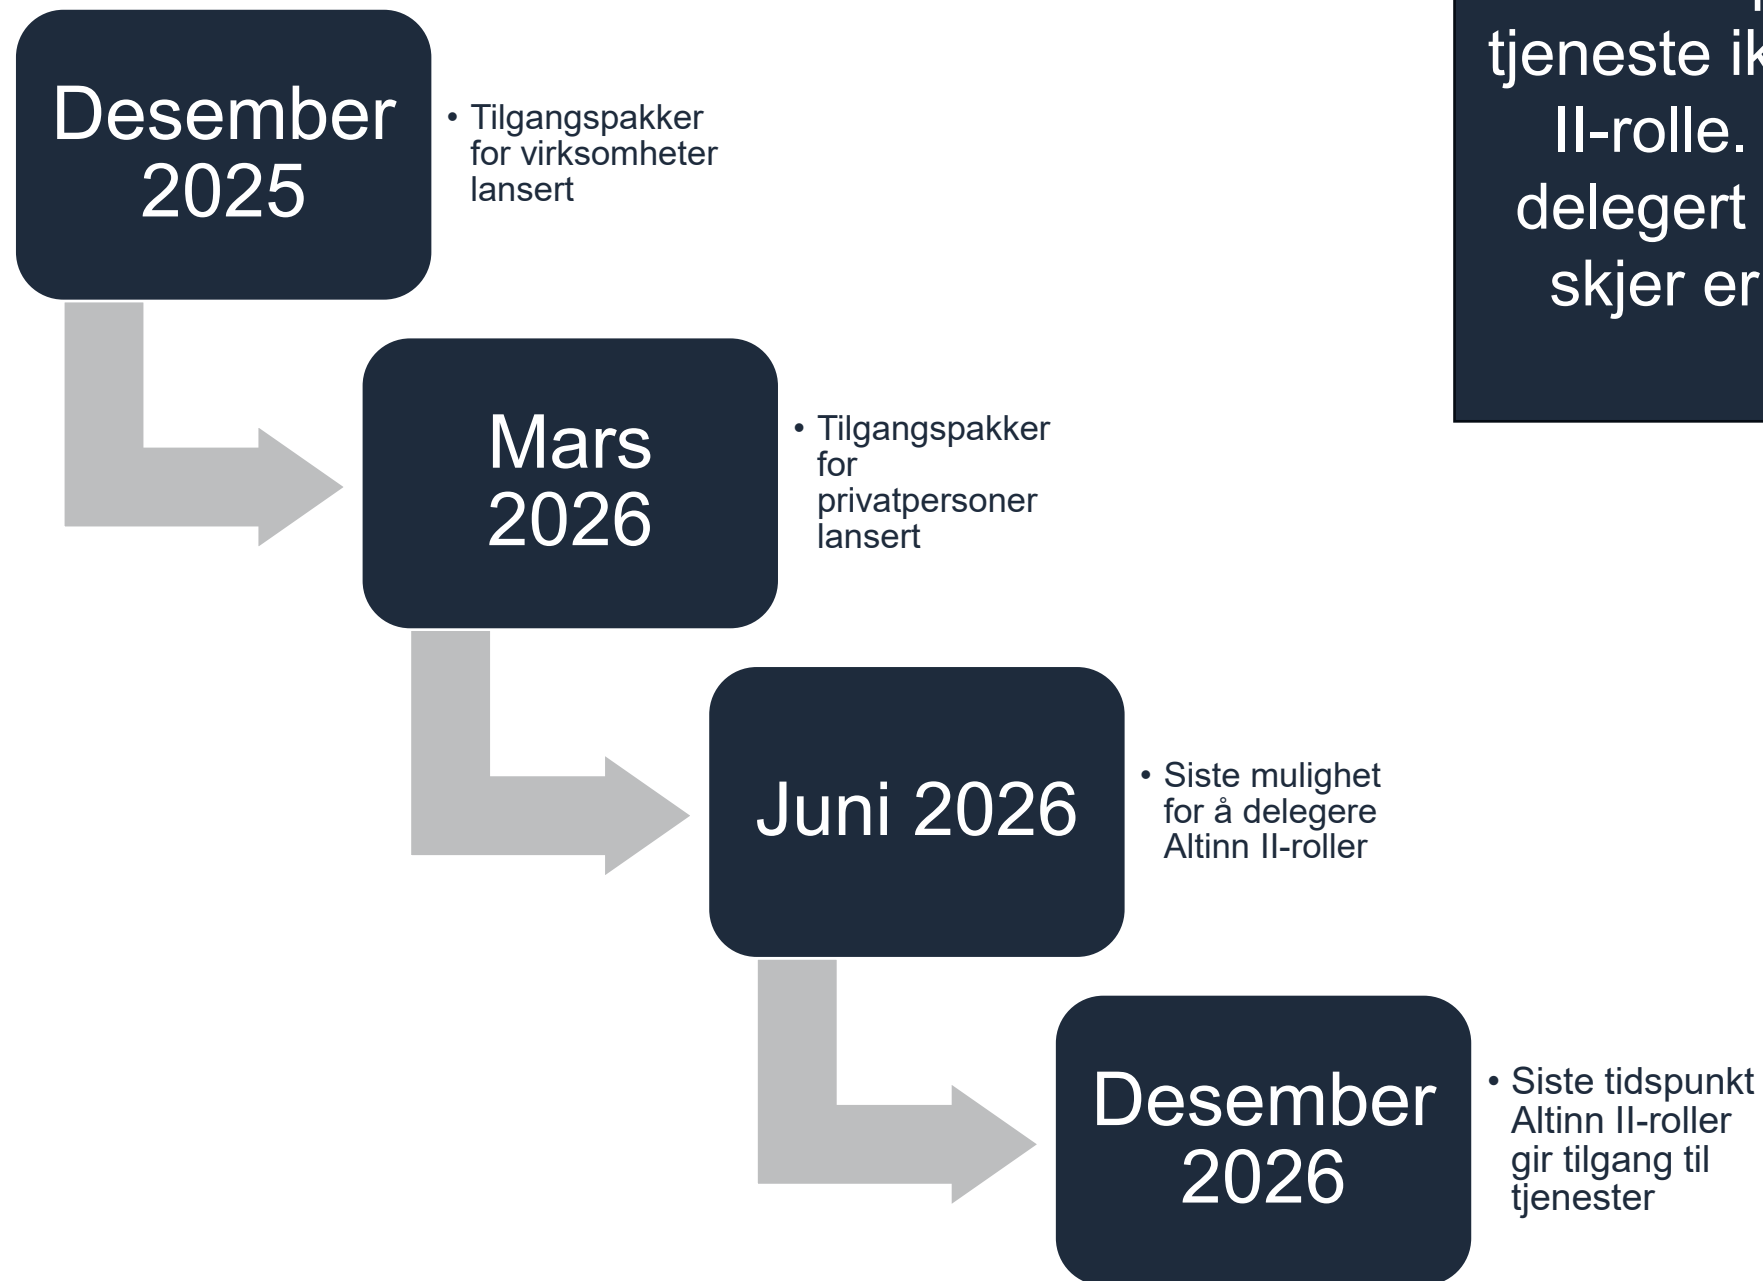 Desember
2025
• Tilgangspakker
for virksomheter
lansert
tjeneste
II-rolle.
delegert
skjer er
Mars
2026
• Tilgangspakker
for
privatpersoner
lansert
Juni 2026
• Siste mulighet
for å delegere
Altinn II-roller
Desember
2026
• Siste tidspunkt
Altinn II-roller
gir tilgang til
tjenester